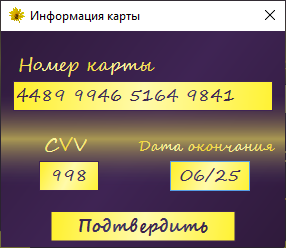 Информация карты
Номер карты
4489 9946 5164 9841
CVV Дата окончания
998 06/25
Подтвердить